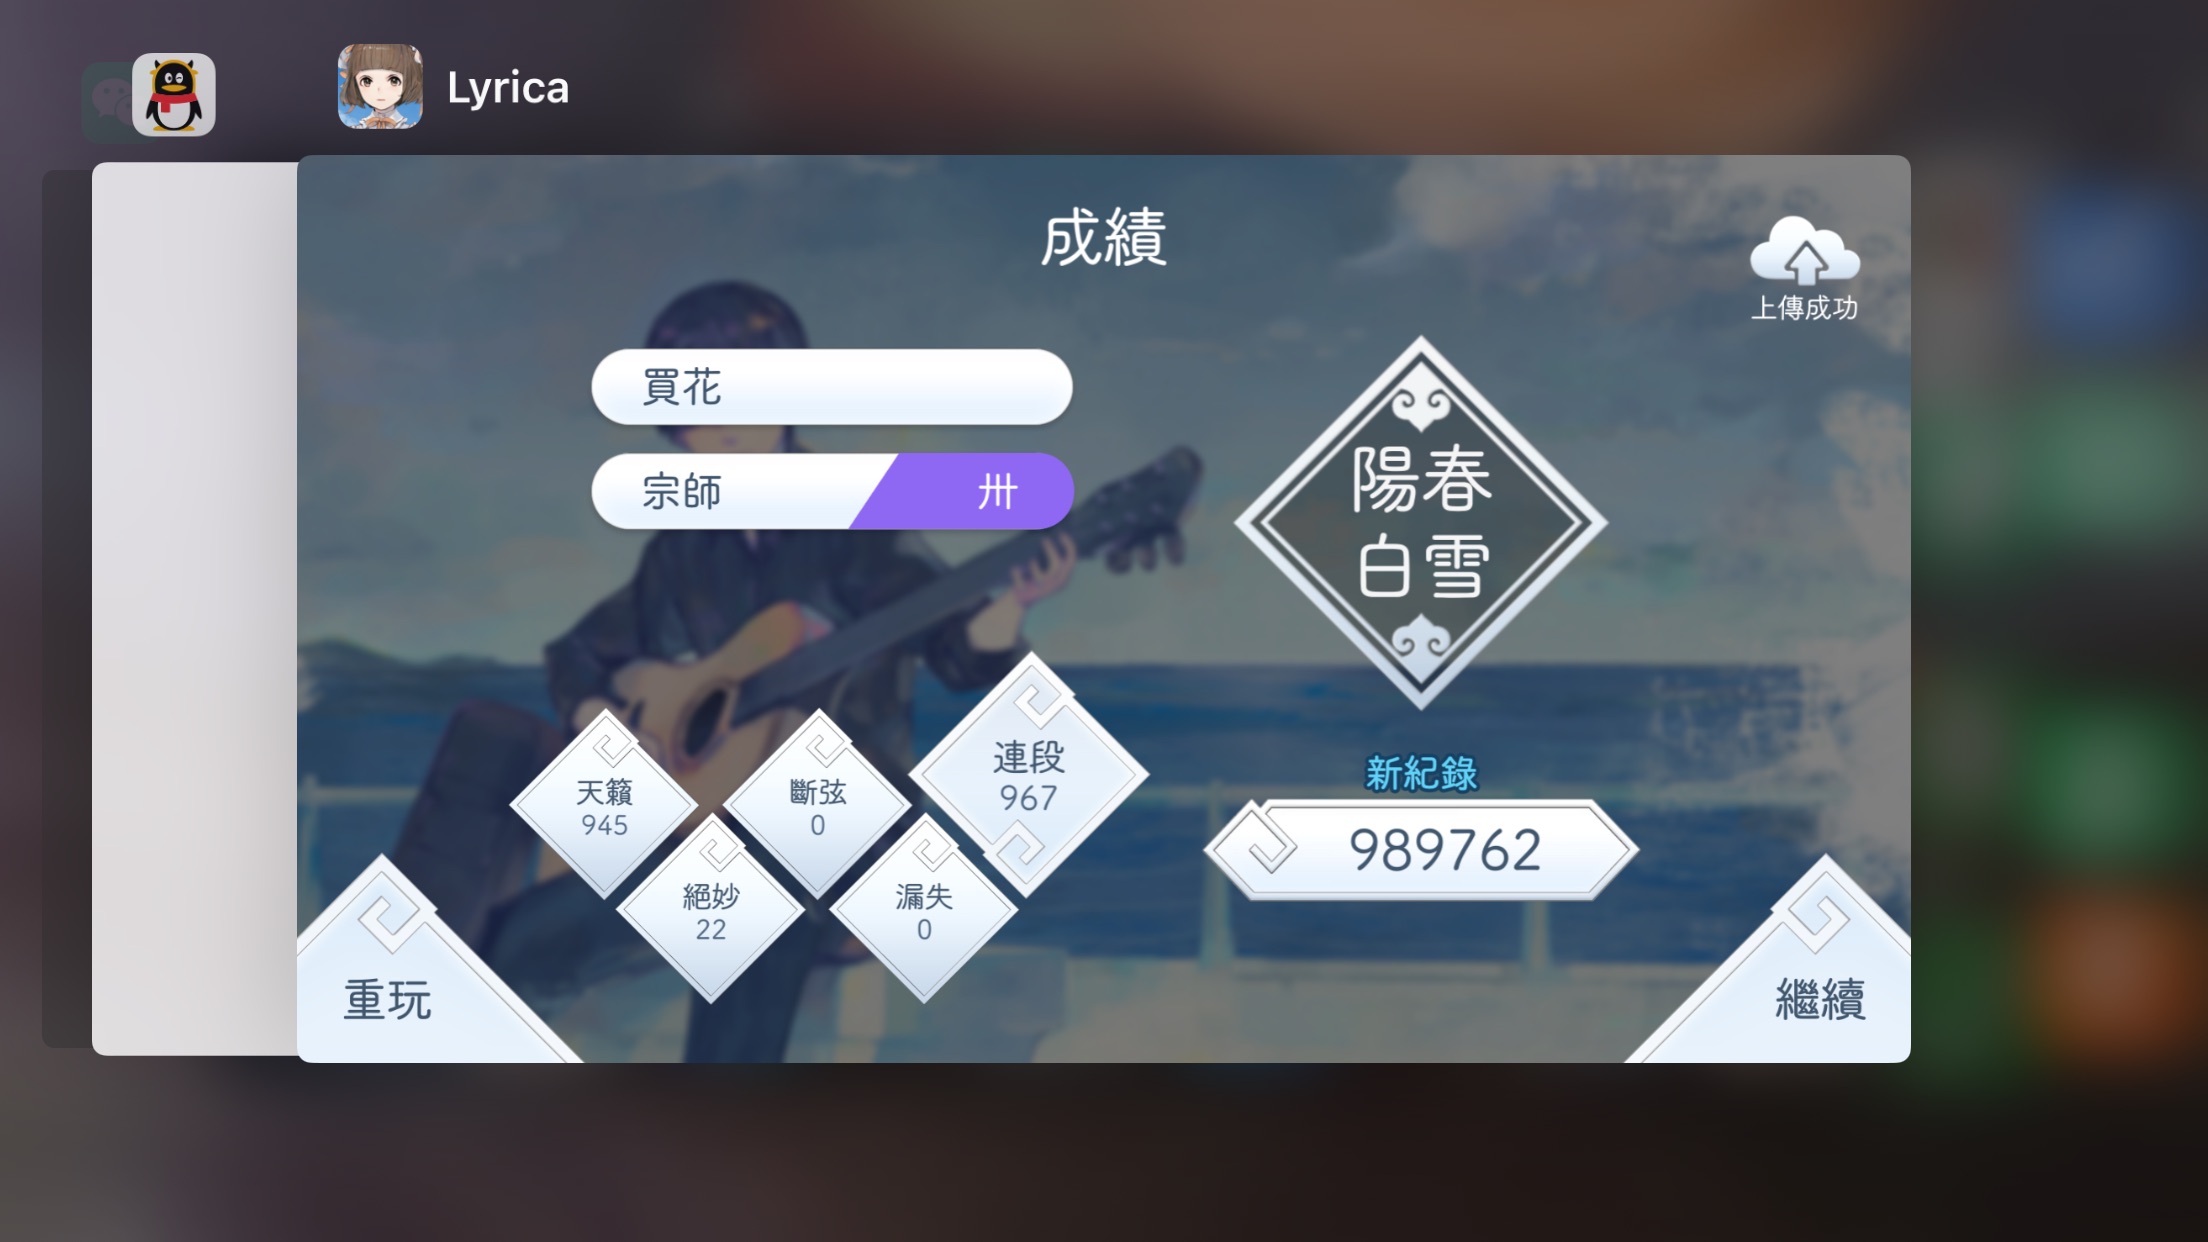 Lyrica
成績
上傳成功
買花
宗師 卅
陽春
白雪
天籟
945
絕妙
22
斷弦
0
漏失
0
連段
967
新紀錄
989762
重玩
繼續